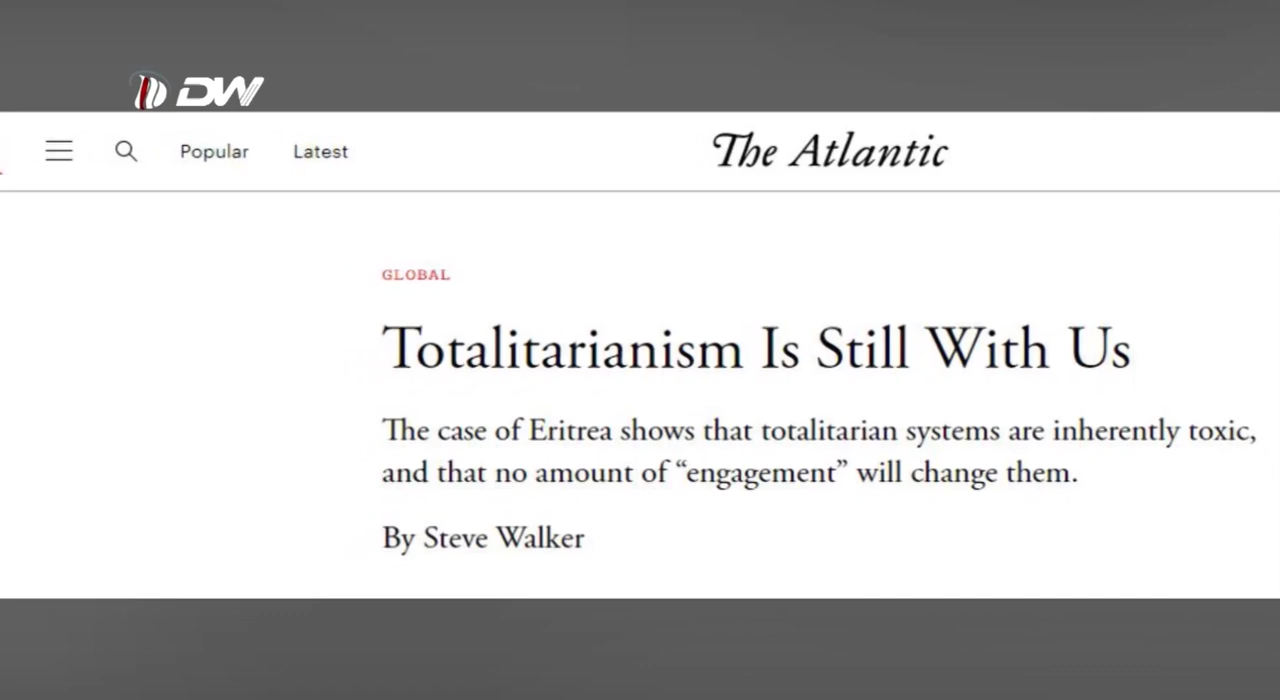 DW
Popular
Latest
The Atlantic
GLOBAL
Totalitarianism Is Still With Us
The case of Eritrea shows that totalitarian systems are inherently toxic,
and that no amount of “engagement” will change them.
By Steve Walker